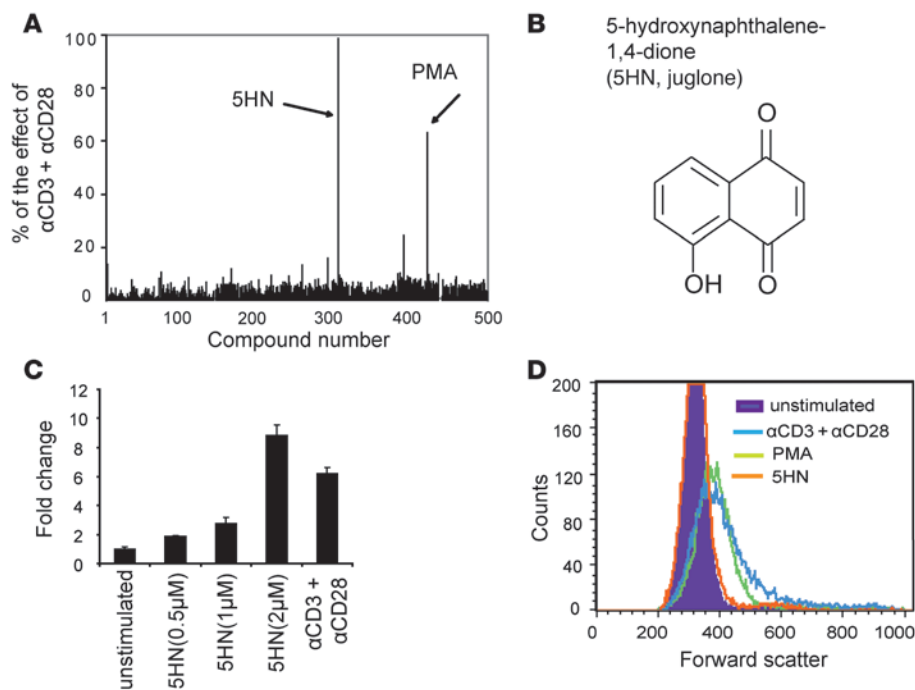 A
% of the effect of
αCD3 + αCD28
100
80
60
40
20
0
5HN
PMA
1
100
200
300
400
500
Compound number
B
5-hydroxynaphthalene-
1,4-dione
(5HN, juglone)
O
OH
O
C
Fold change
12
10
8
6
4
2
0
unstimulated
5HN(0.5μM)
5HN(1μM)
5HN(2μM)
αCD3 +
αCD28
D
Counts
200
160
120
80
40
0
unstimulated
αCD3 + αCD28
PMA
5HN
0
200
400
600
800
1000
Forward scatter